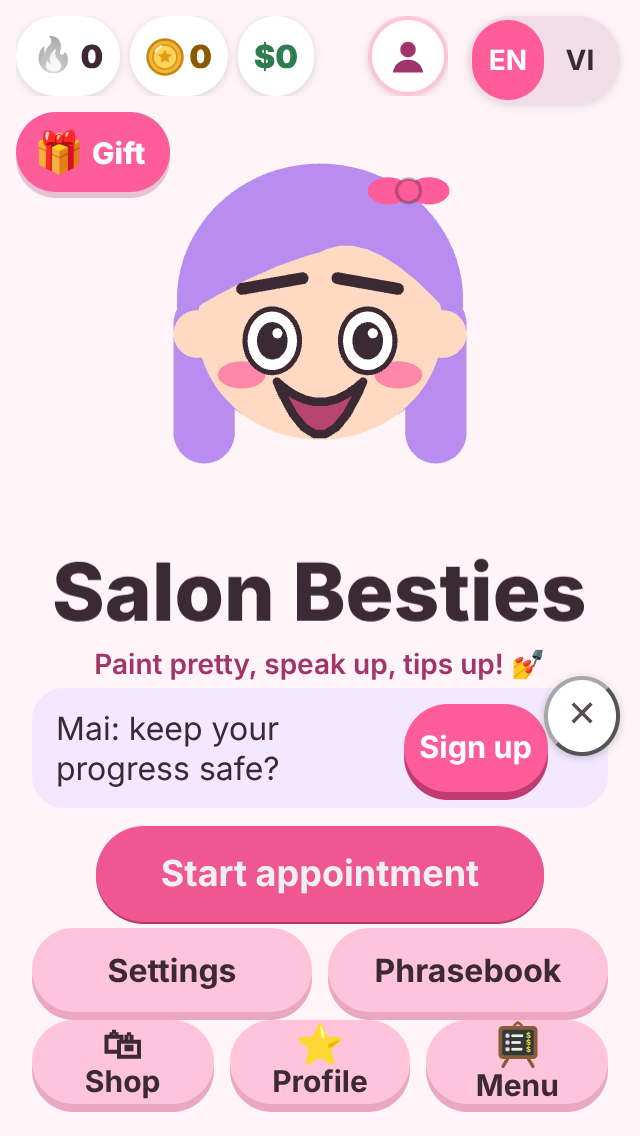 0
0
$0
EN
VI
Gift
Salon Besties
Paint pretty, speak up, tips up! 💅
Mai: keep your
progress safe?
Sign up
×
Start appointment
Settings
Phrasebook
Shop
Profile
Menu